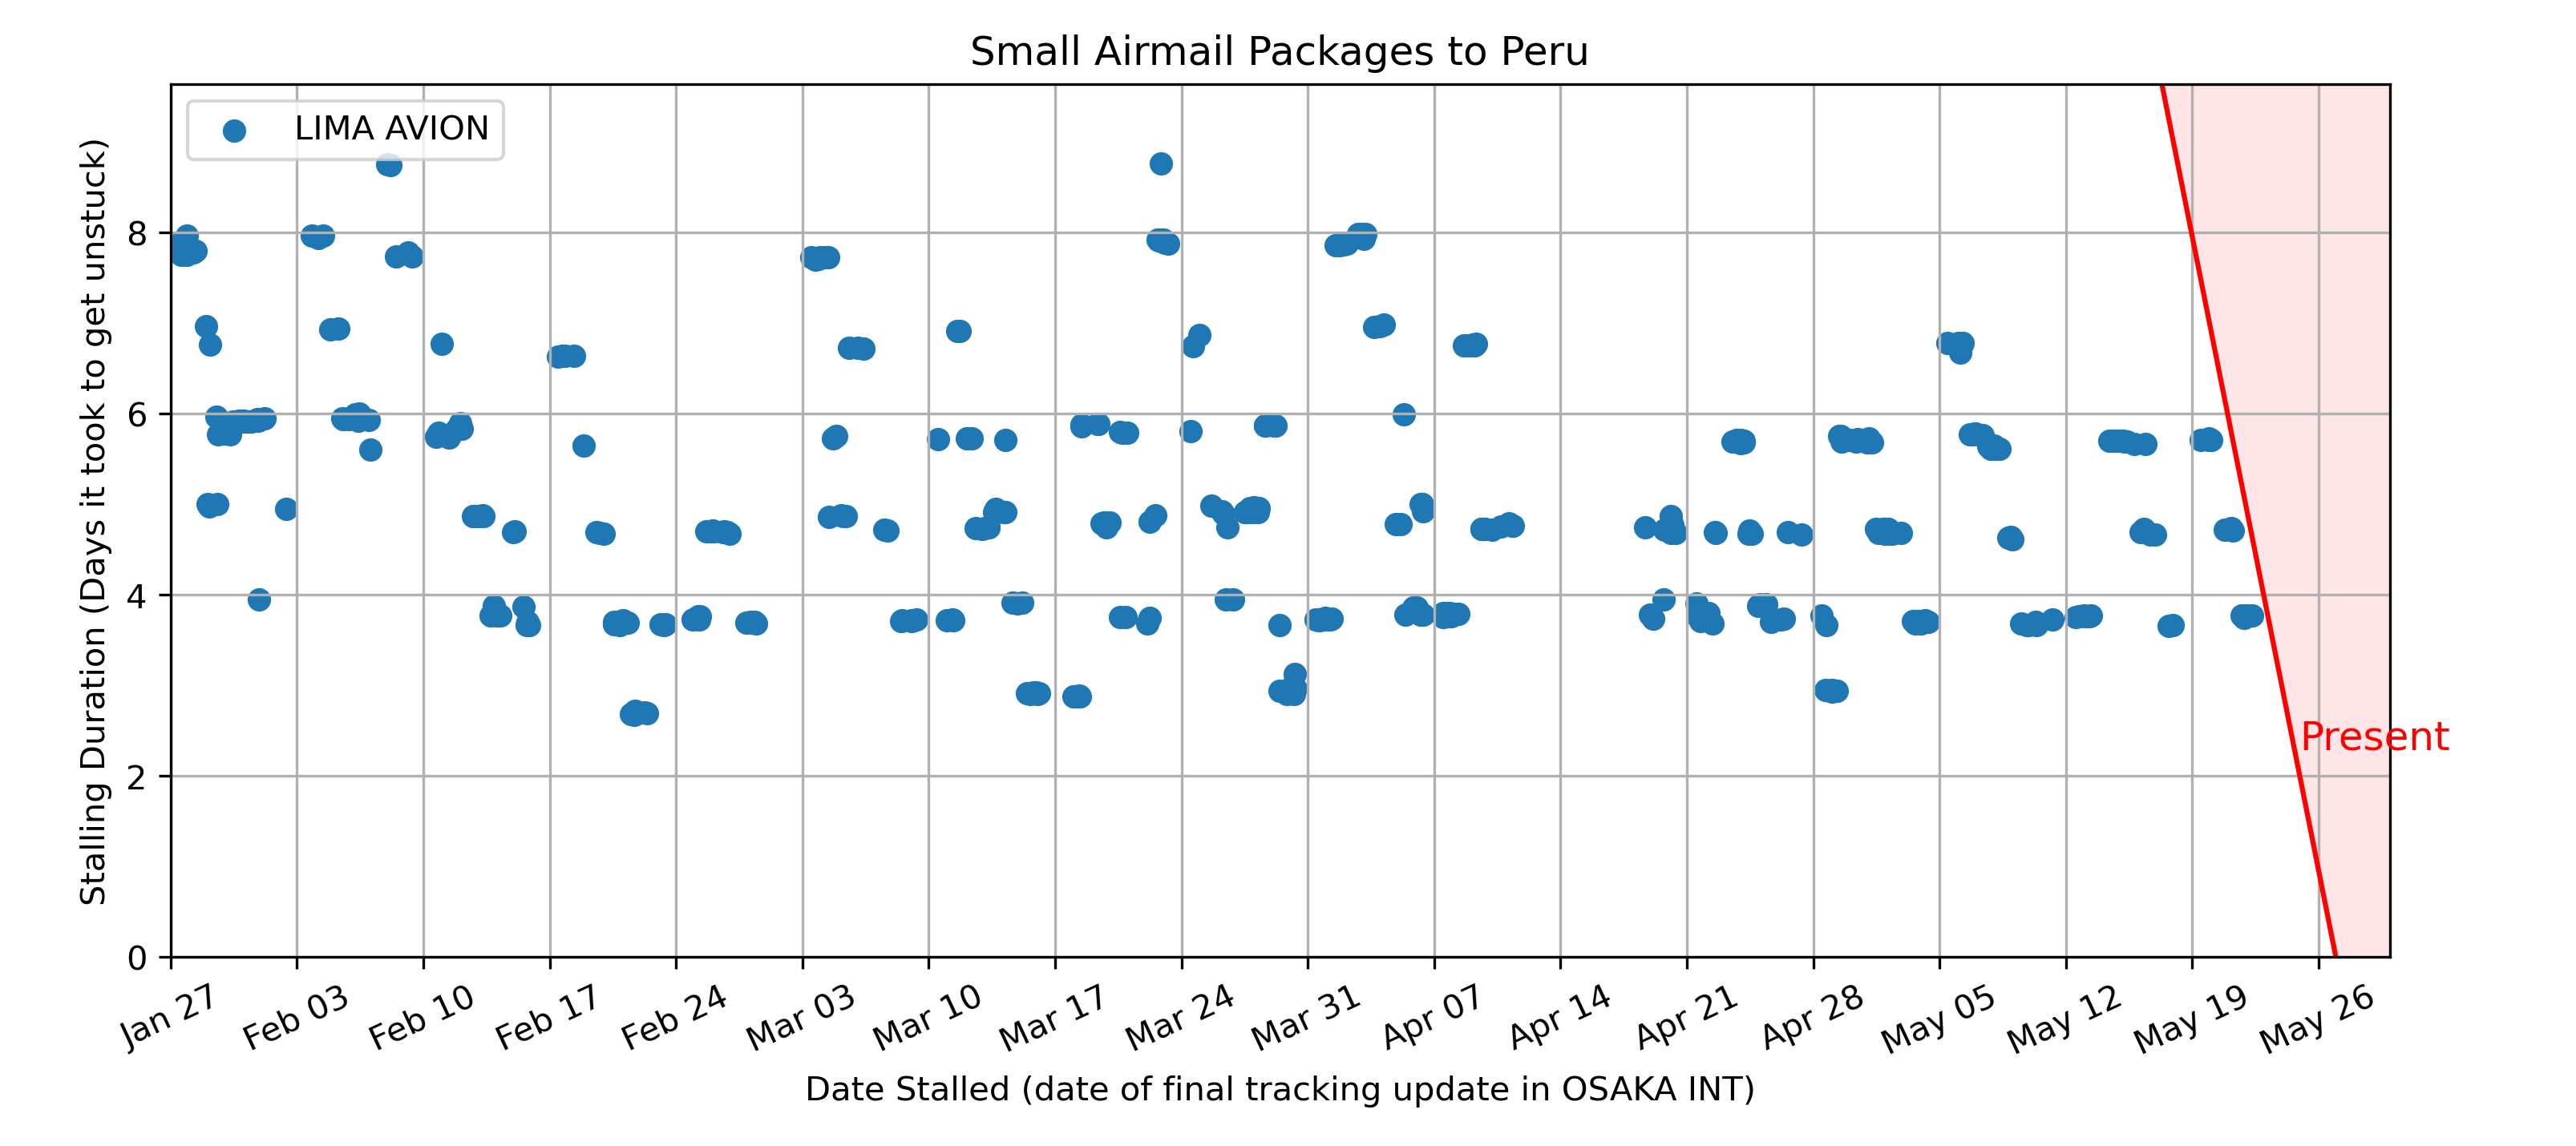 Small Airmail Packages to Peru
LIMA AVION
Stalling Duration (Days it took to get unstuck)
8
6
4
2
0
Present
Jan 27 Feb 03 Feb 10 Feb 17 Feb 24 Mar 03 Mar 10 Mar 17 Mar 24 Mar 31 Apr 07 Apr 14 Apr 21 Apr 28 May 05 May 12 May 19 May 26
Date Stalled (date of final tracking update in OSAKA INT)